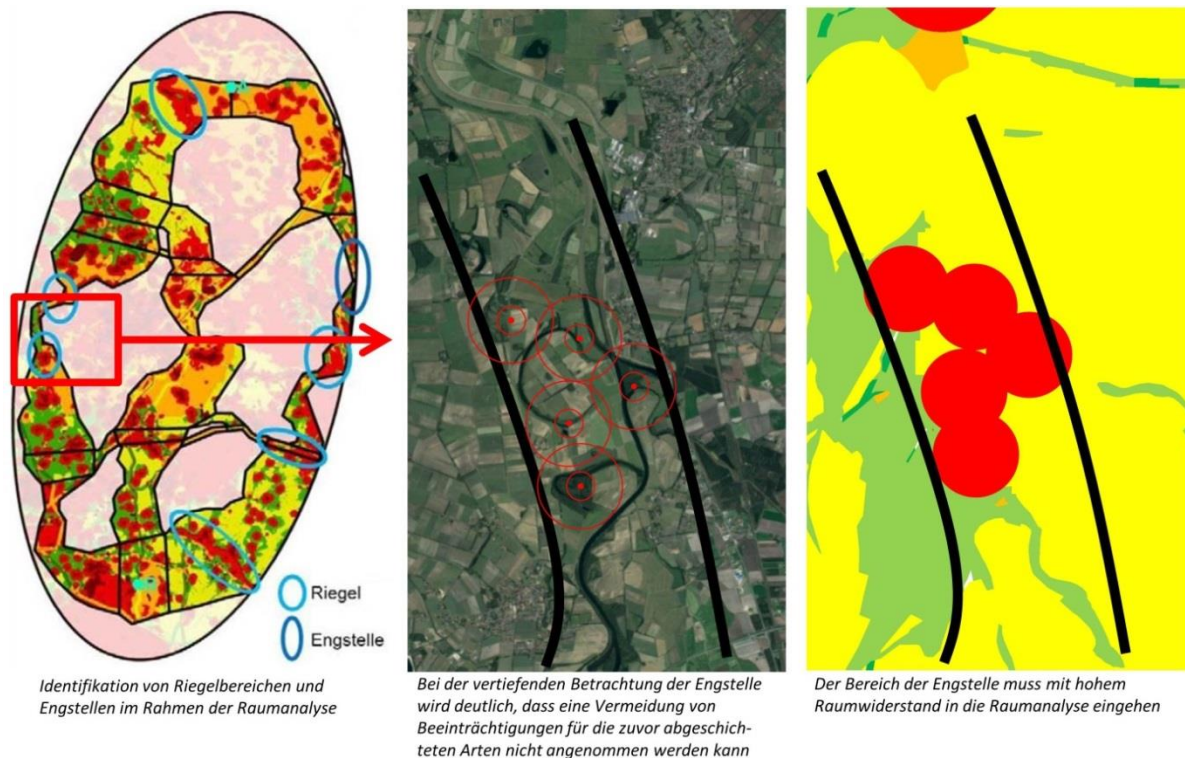 Riegel
Engstelle
Identifikation von Riegelbereichen und
Engstellen im Rahmen der Raumanalyse
Bei der vertiefenden Betrachtung der Engstelle
wird deutlich, dass eine Vermeidung von
Beeinträchtigungen für die zuvor abgeschich-
teten Arten nicht angenommen werden kann
Der Bereich der Engstelle muss mit hohem
Raumwiderstand in die Raumanalyse eingehen